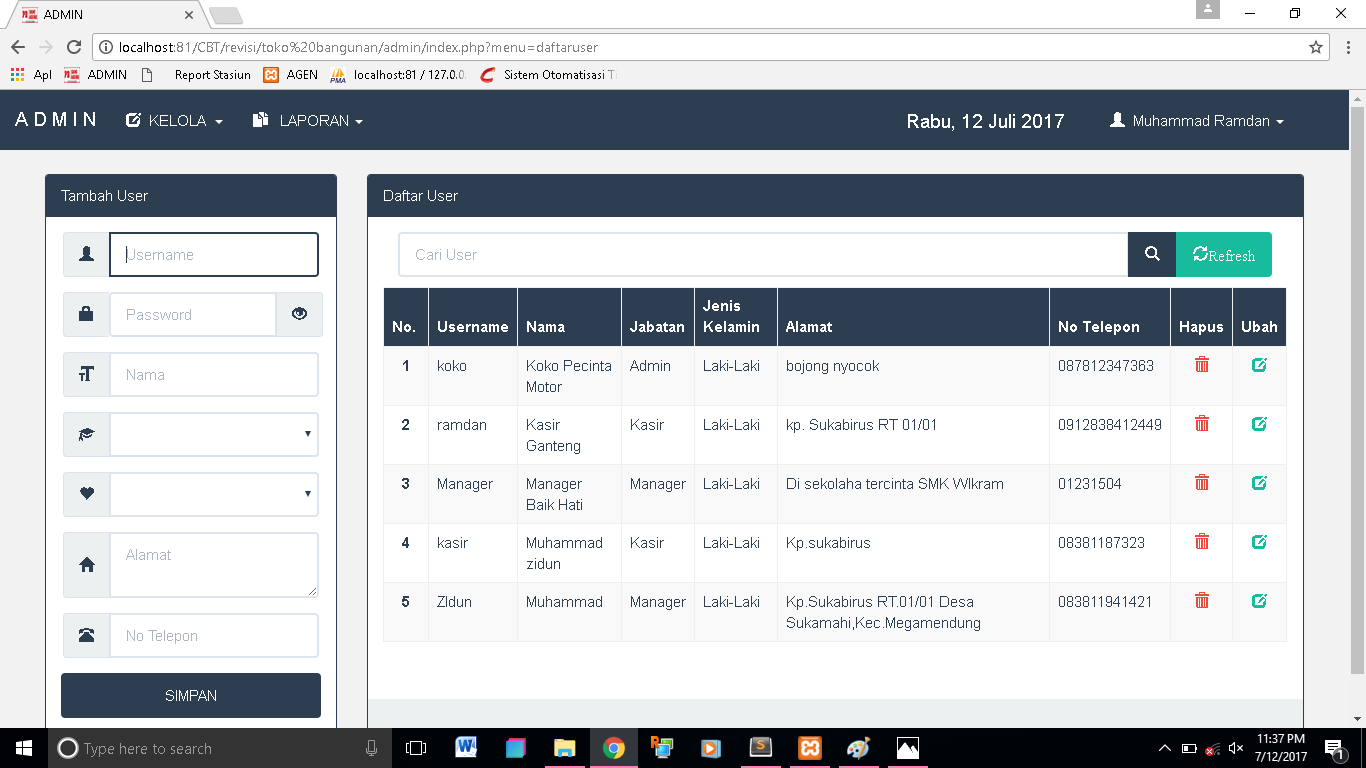 ADMIN
localhost:81/CBT/revisi/toko%20bangunan/admin/index.php?menu=daftaruser
Apl ADMIN Report Stasiun AGEN localhost:81 / 127.0.0. Sistem Otomatisasi Ti
ADMIN KELOLA LAPORAN Rabu, 12 Juli 2017 Muhammad Ramdan
Tambah User
Username
Password
Nama
Alamat
No Telepon
SIMPAN
Daftar User
Cari User Refresh
No. Username Nama Jabatan Jenis Kelamin Alamat No Telepon Hapus Ubah
1 koko Koko Pecinta Motor Admin Laki-Laki bojong nyocok 087812347363
2 ramdan Kasir Ganteng Kasir Laki-Laki kp. Sukabirus RT 01/01 0912838412449
3 Manager Manager Baik Hati Manager Laki-Laki Di sekolaha tercinta SMK WIkram 01231504
4 kasir Muhammad zidun Kasir Laki-Laki Kp.sukabirus 08381187323
5 ZIdun Muhammad Manager Laki-Laki Kp.Sukabirus RT.01/01 Desa Sukamahi,Kec.Megamendung 083811941421
Type here to search
11:37 PM
7/12/2017
1